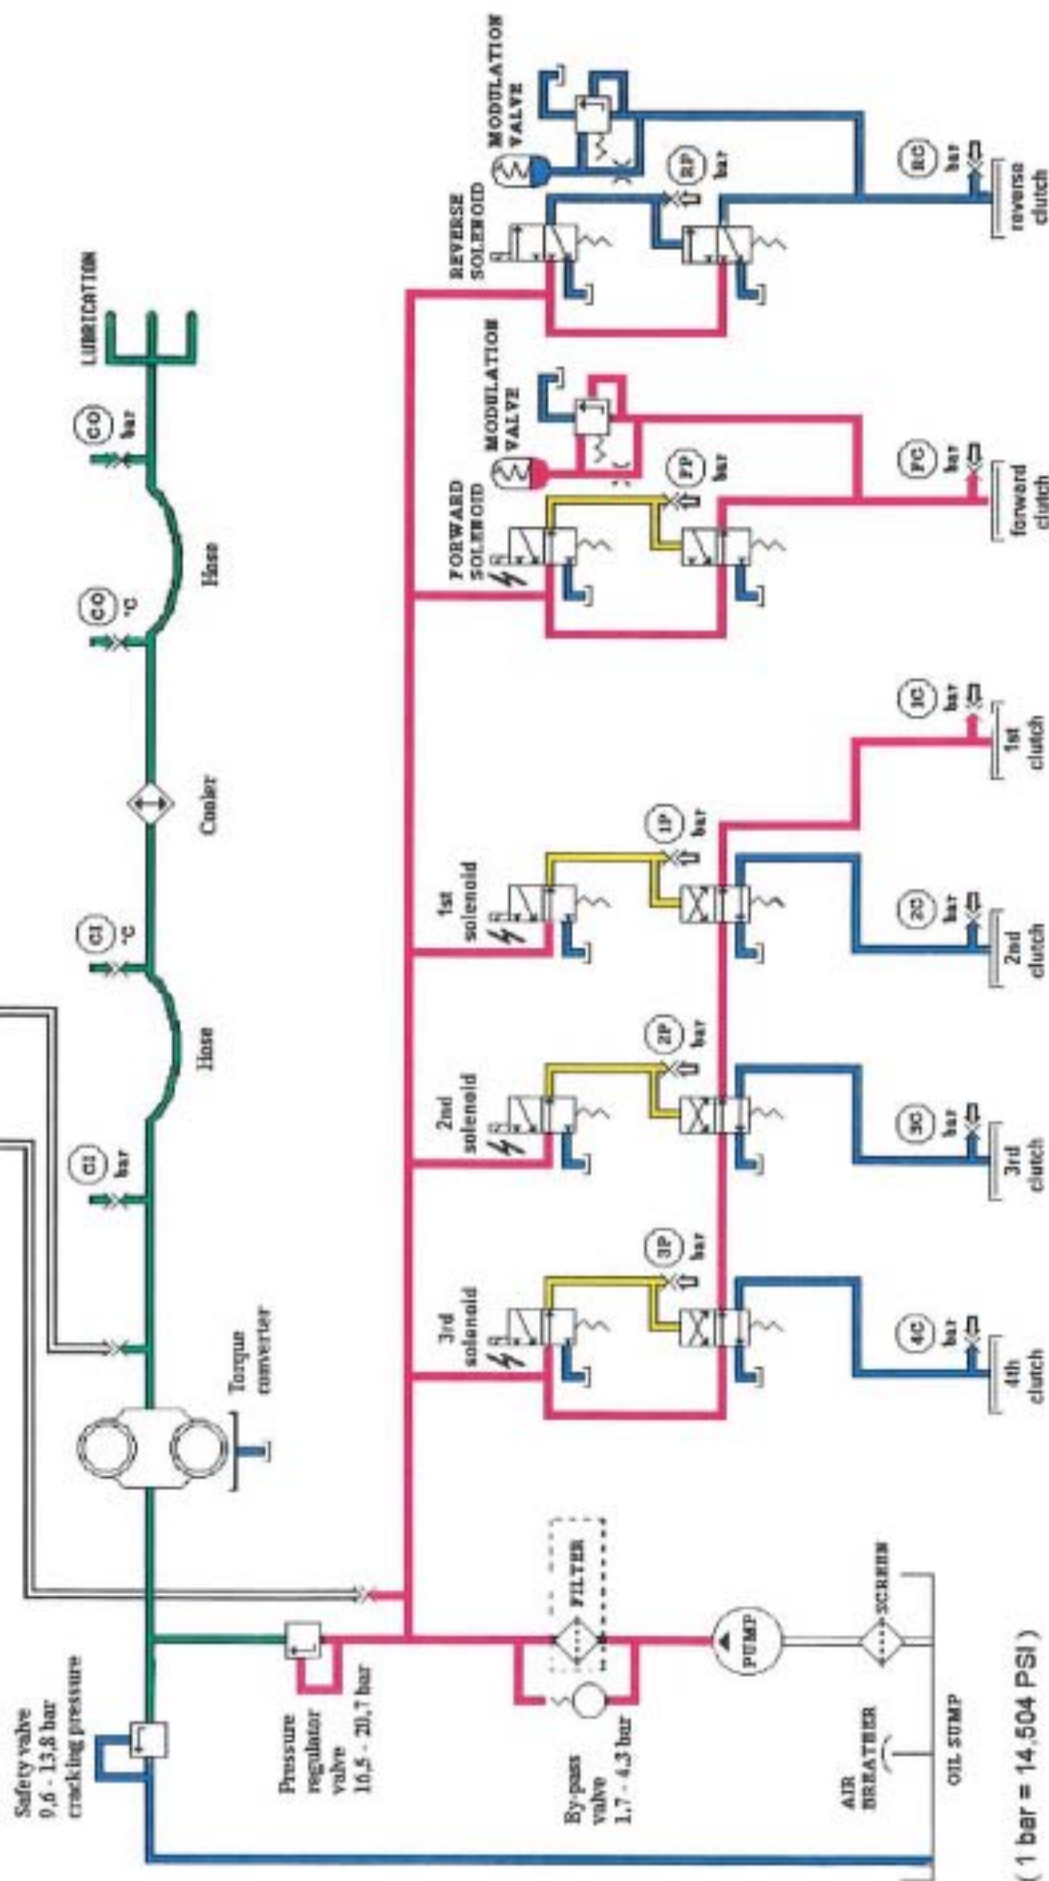 LUBRICATION
CO
bar
Hose
CO
°C
Cooler
CI
°C
Hose
CI
bar
Torque
converter
Safety valve
9,6 - 13,8 bar
cracking pressure
Pressure
regulator
valve
16,5 - 20,7 bar
By-pass
valve
1,7 - 4,3 bar
FILTER
PUMP
SCREEN
AIR
BREATHER
OIL SUMP
( 1 bar = 14,504 PSI )
3rd
solenoid
3P
bar
4C
bar
4th
clutch
2nd
solenoid
2P
bar
3C
bar
3rd
clutch
1st
solenoid
1P
bar
2C
bar
2nd
clutch
1C
bar
1st
clutch
FORWARD
SOLENOID
MODULATION
VALVE
FP
bar
FC
bar
forward
clutch
REVERSE
SOLENOID
MODULATION
VALVE
RP
bar
RC
bar
reverse
clutch